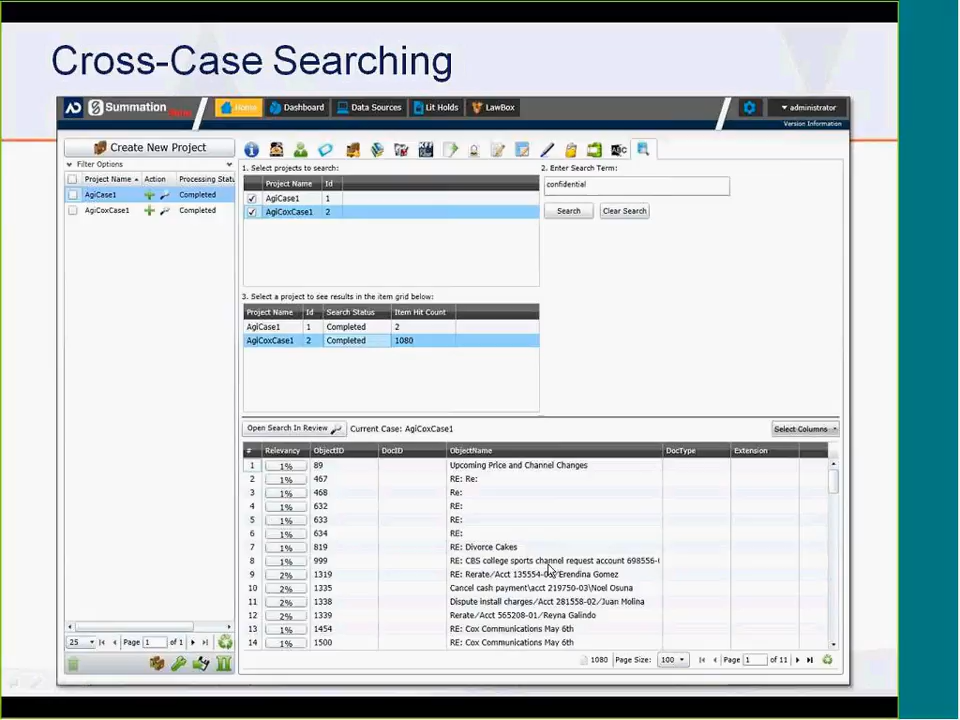 Cross-Case Searching
Summation
Home Dashboard Data Sources Lit Holds LawBox administrator
Version Information
Create New Project
Filter Options
Project Name Action Processing Statu
AgiCase1 Completed
AgiCoxCase1 Completed
1. Select projects to search:
Project Name Id
AgiCase1 1
AgiCoxCase1 2
2. Enter Search Term:
confidential
Search Clear Search
3. Select a project to see results in the item grid below:
Project Name Id Search Status Item Hit Count
AgiCase1 1 Completed 2
AgiCoxCase1 2 Completed 1080
Open Search In Review Current Case: AgiCoxCase1 Select Columns
# Relevancy ObjectID DocID ObjectName DocType Extension
1 1% 89 Upcoming Price and Channel Changes
2 1% 467 RE: Re:
3 1% 468 Re:
4 1% 632 RE:
5 1% 633 RE:
6 1% 634 RE:
7 1% 819 RE: Divorce Cakes
8 1% 999 RE: CBS college sports channel request account 698556-
9 2% 1319 RE: Rerate/Acct Erendina Gomez
10 2% 1335 Cancel cash payment\acct 219750-03\Noel Osuna
11 2% 1338 Dispute install charges/Acct 281558-02/Juan Molina
12 2% 1339 Rerate/Acct 565208-01/Reyna Galindo
13 1% 1454 RE: Cox Communications May 6th
14 1% 1500 RE: Cox Communications May 6th
25 Page 1 of 1
1080 Page Size: 100 Page 1 of 11